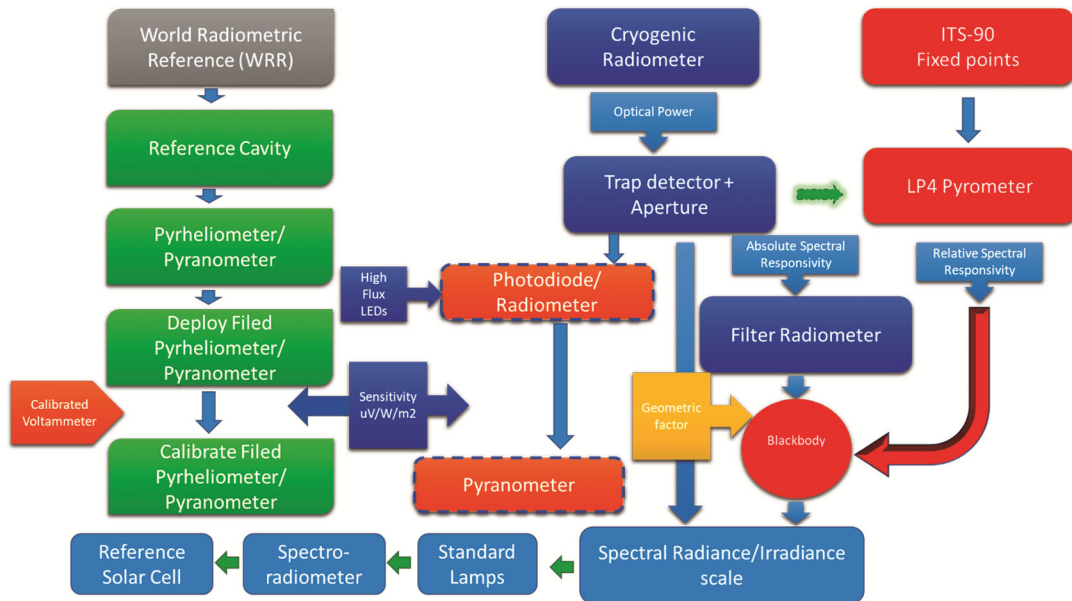 World Radiometric
Reference (WRR)
Cryogenic
Radiometer
ITS-90
Fixed points
Optical Power
Reference Cavity
Trap detector +
Aperture
LP4 Pyrometer
Pyrheliometer/
Pyranometer
Absolute Spectral
Responsivity
Relative Spectral
Responsivity
High
Flux
LEDs
Photodiode/
Radiometer
Deploy Filed
Pyrheliometer/
Pyranometer
Filter Radiometer
Calibrated
Voltammeter
Sensitivity
uV/W/m2
Geometric
factor
Blackbody
Calibrate Filed
Pyrheliometer/
Pyranometer
Pyranometer
Reference
Solar Cell
Spectro-
radiometer
Standard
Lamps
Spectral Radiance/Irradiance
scale